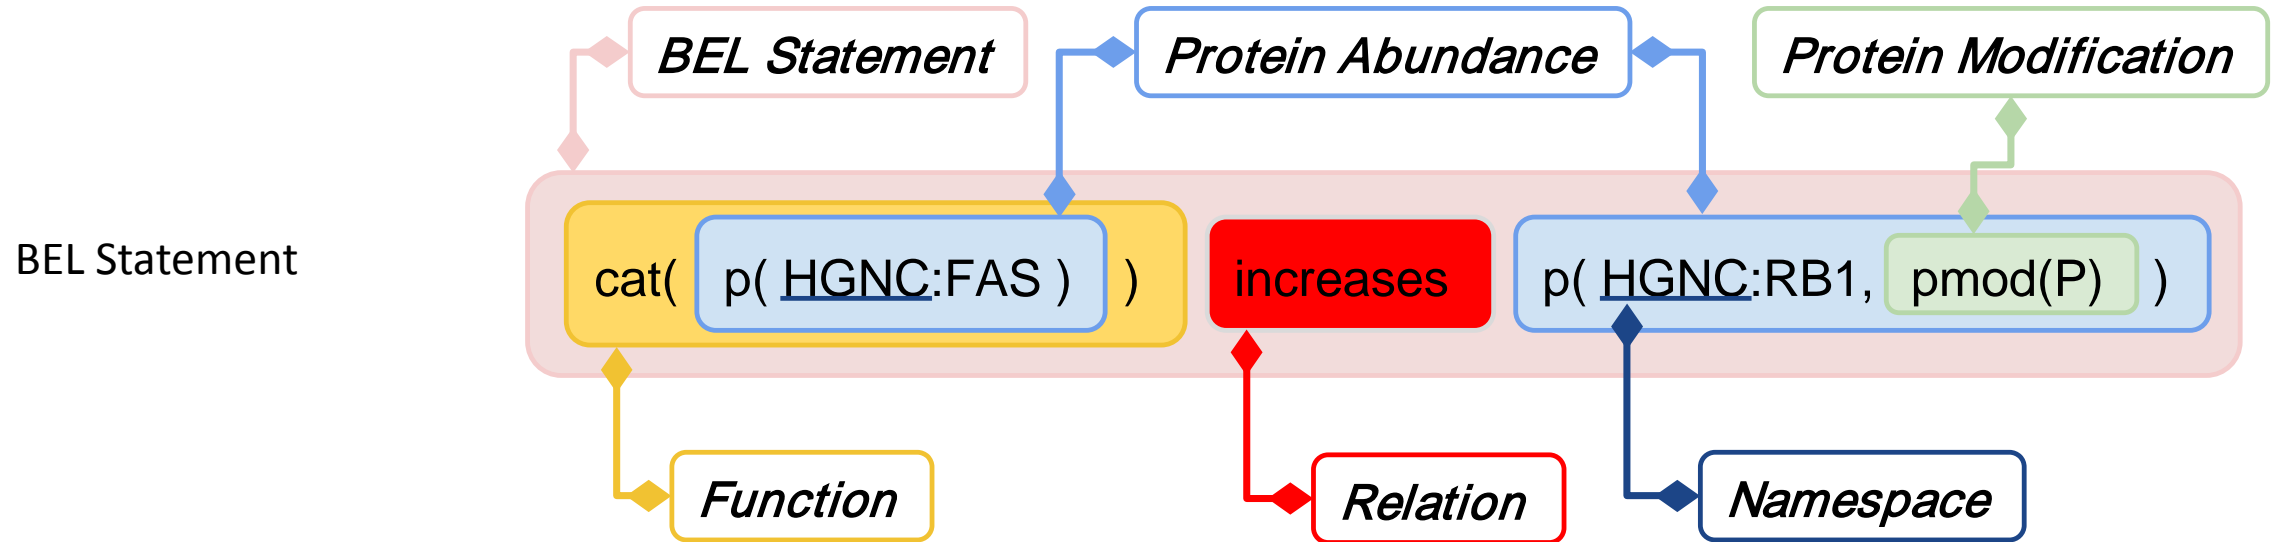 BEL Statement
Protein Abundance
Protein Modification
BEL Statement
cat( p( HGNC:FAS ) ) increases p( HGNC:RB1, pmod(P) )
Function
Relation
Namespace